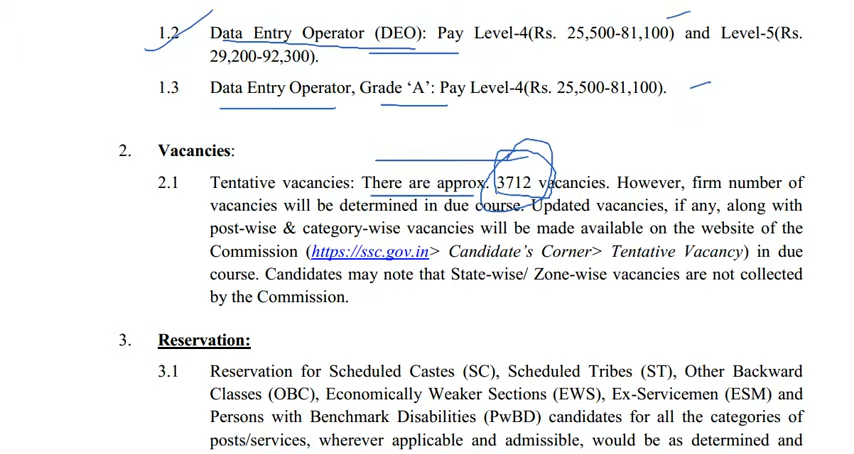 1.2 Data Entry Operator (DEO): Pay Level-4(Rs. 25,500-81,100) and Level-5(Rs.
29,200-92,300).
1.3 Data Entry Operator, Grade ‘A’: Pay Level-4(Rs. 25,500-81,100).
2. Vacancies:
2.1 Tentative vacancies: There are approx. 3712 vacancies. However, firm number of
vacancies will be determined in due course. Updated vacancies, if any, along with
post-wise & category-wise vacancies will be made available on the website of the
Commission (https://ssc.gov.in> Candidate’s Corner> Tentative Vacancy) in due
course. Candidates may note that State-wise/ Zone-wise vacancies are not collected
by the Commission.
3. Reservation:
3.1 Reservation for Scheduled Castes (SC), Scheduled Tribes (ST), Other Backward
Classes (OBC), Economically Weaker Sections (EWS), Ex-Servicemen (ESM) and
Persons with Benchmark Disabilities (PwBD) candidates for all the categories of
posts/services, wherever applicable and admissible, would be as determined and